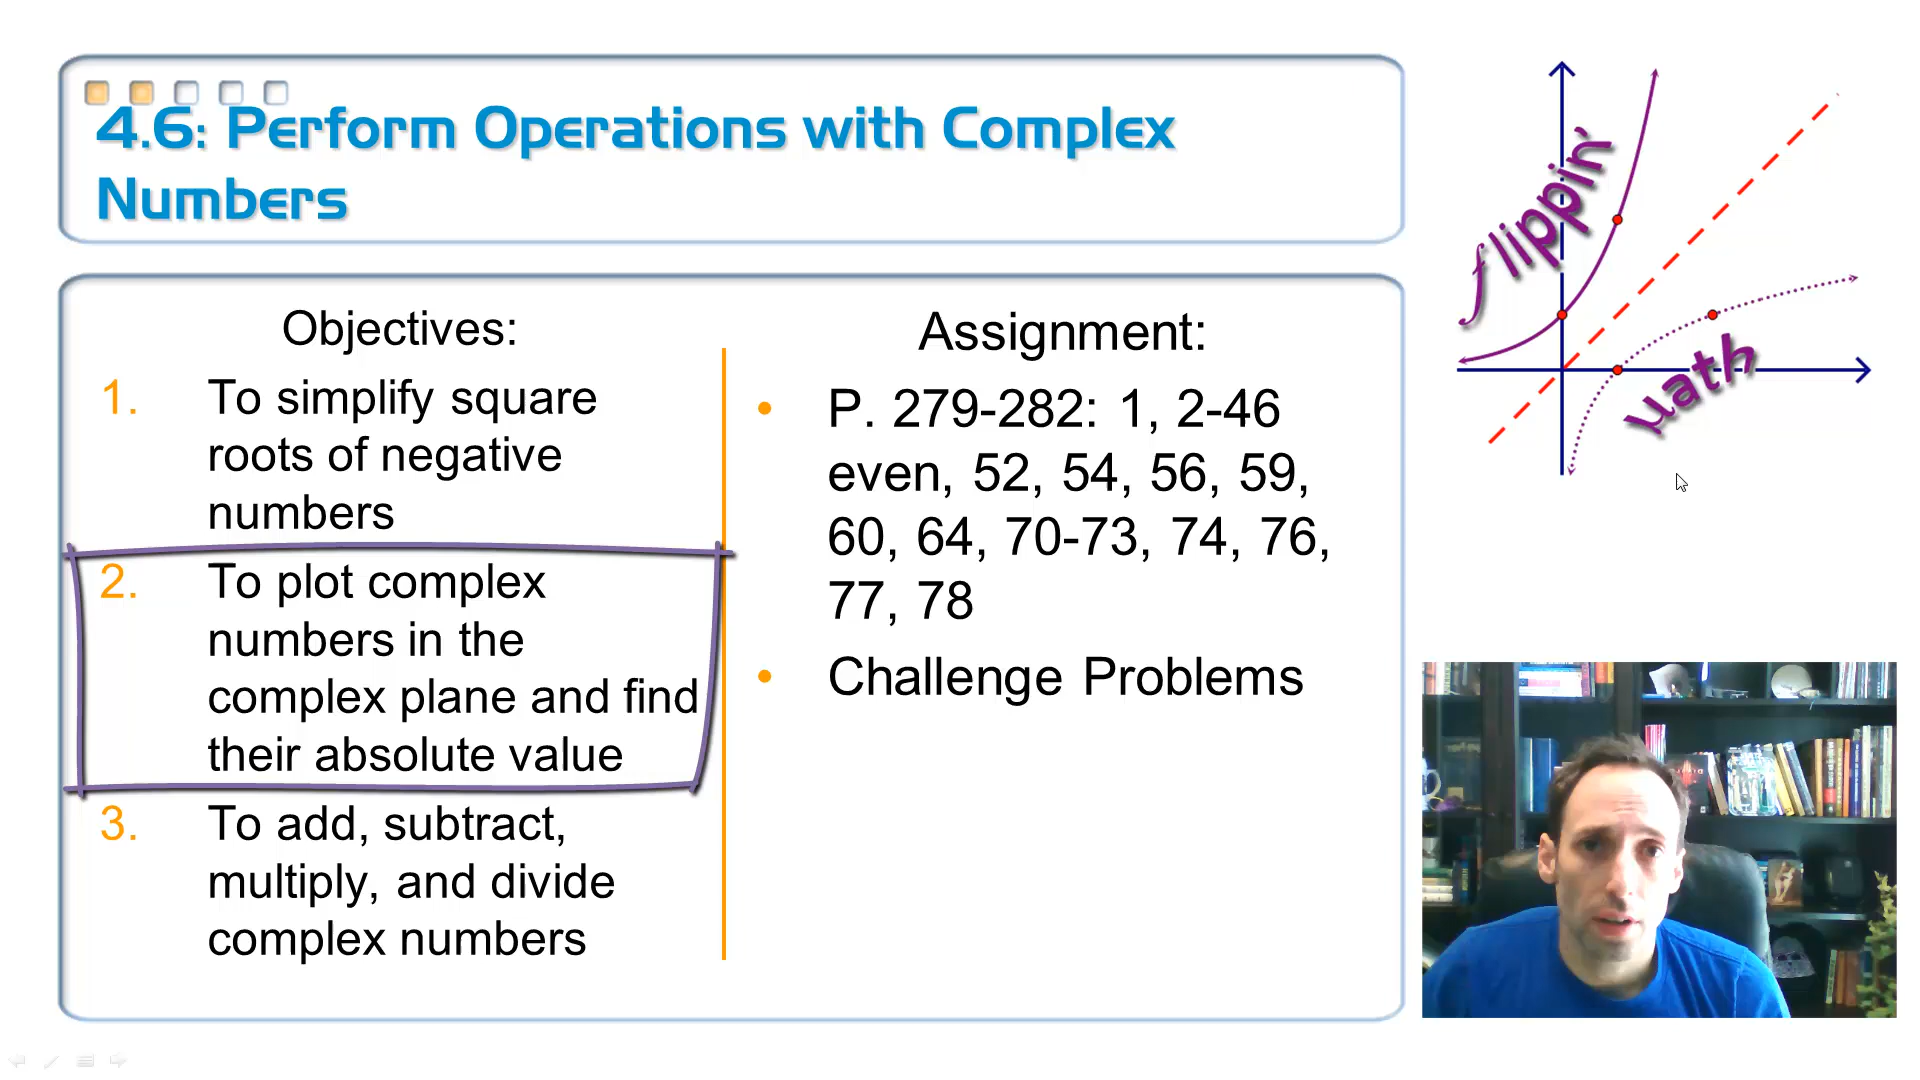 4.6: Perform Operations with Complex
Numbers
Objectives:
1. To simplify square
roots of negative
numbers
2. To plot complex
numbers in the
complex plane and find
their absolute value
3. To add, subtract,
multiply, and divide
complex numbers
Assignment:
• P. 279-282: 1, 2-46
even, 52, 54, 56, 59,
60, 64, 70-73, 74, 76,
77, 78
• Challenge Problems
flippin'
math